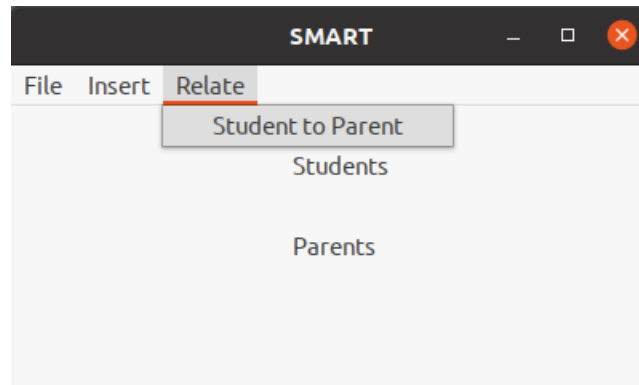 SMART
File Insert Relate
Student to Parent
Students
Parents